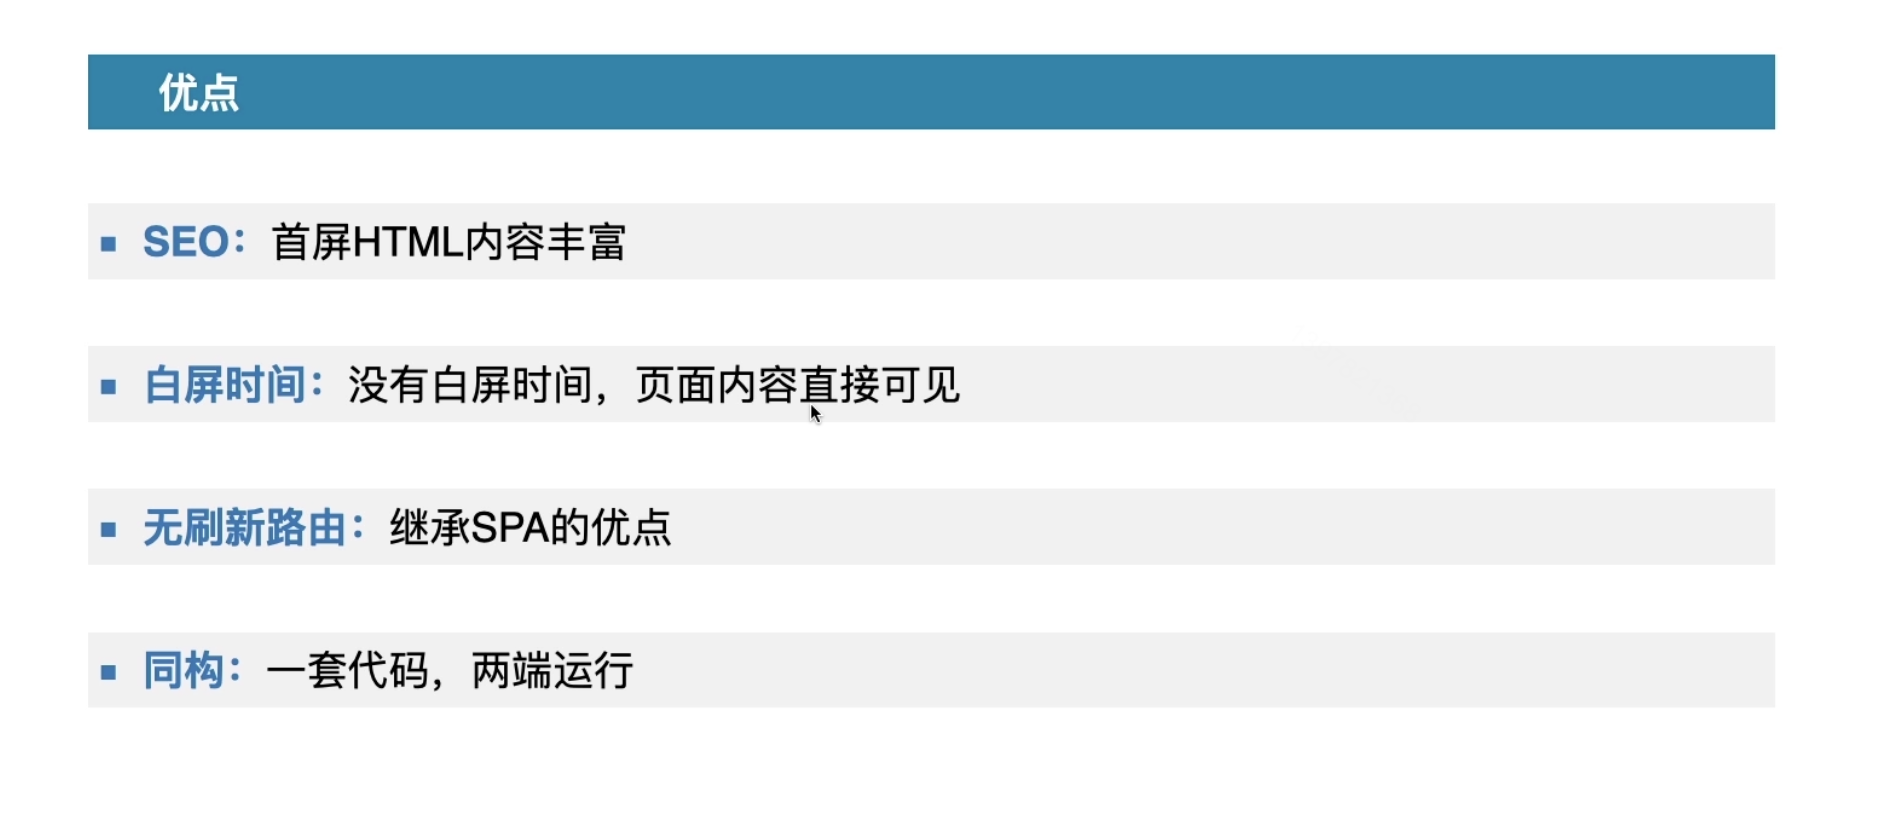 优点
SEO：首屏HTML内容丰富
白屏时间：没有白屏时间，页面内容直接可见
无刷新路由：继承SPA的优点
同构：一套代码，两端运行